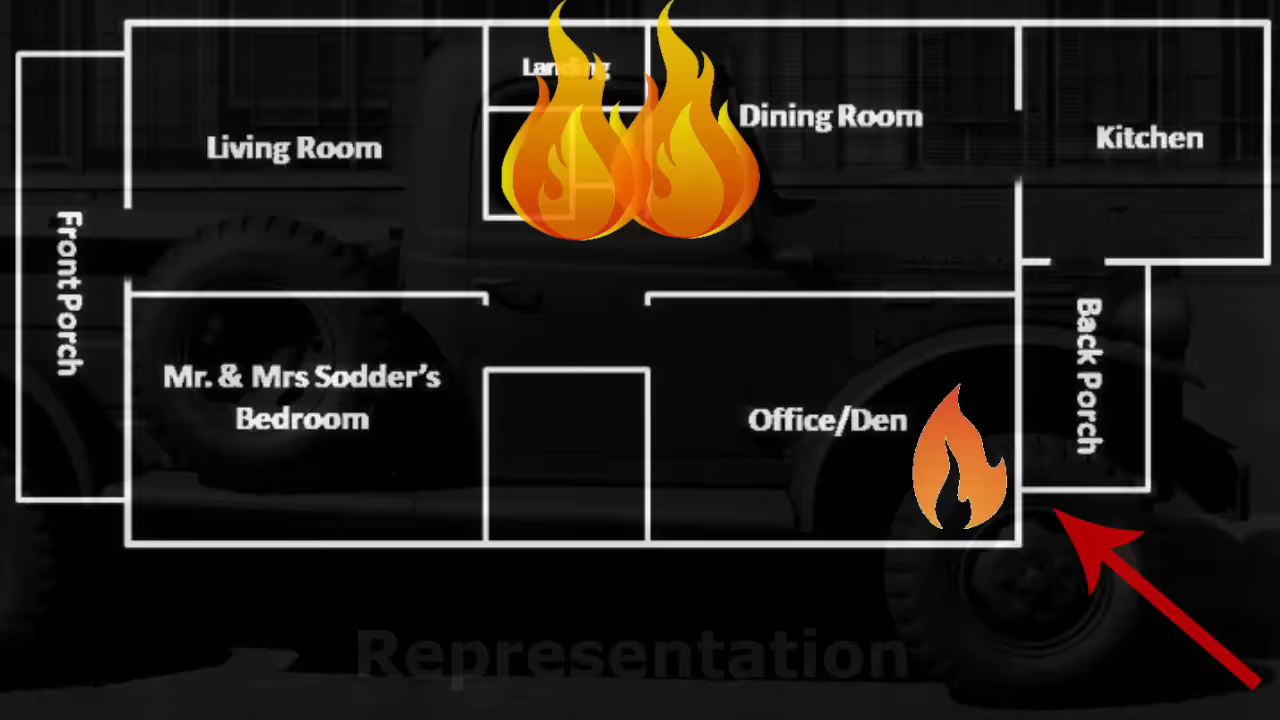 Landing
Dining Room
Kitchen
Living Room
Front Porch
Back Porch
Mr. & Mrs Sodder's
Bedroom
Office/Den
Representation